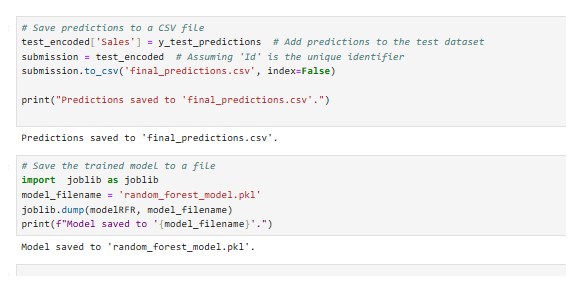 # Save predictions to a CSV file
test_encoded['Sales'] = y_test_predictions  # Add predictions to the test dataset
submission = test_encoded  # Assuming 'Id' is the unique identifier
submission.to_csv('final_predictions.csv', index=False)
print("Predictions saved to 'final_predictions.csv'.")
Predictions saved to 'final_predictions.csv'.
# Save the trained model to a file
import  joblib as joblib
model_filename = 'random_forest_model.pkl'
joblib.dump(modelRFR, model_filename)
print(f"Model saved to '{model_filename}'.")
Model saved to 'random_forest_model.pkl'.